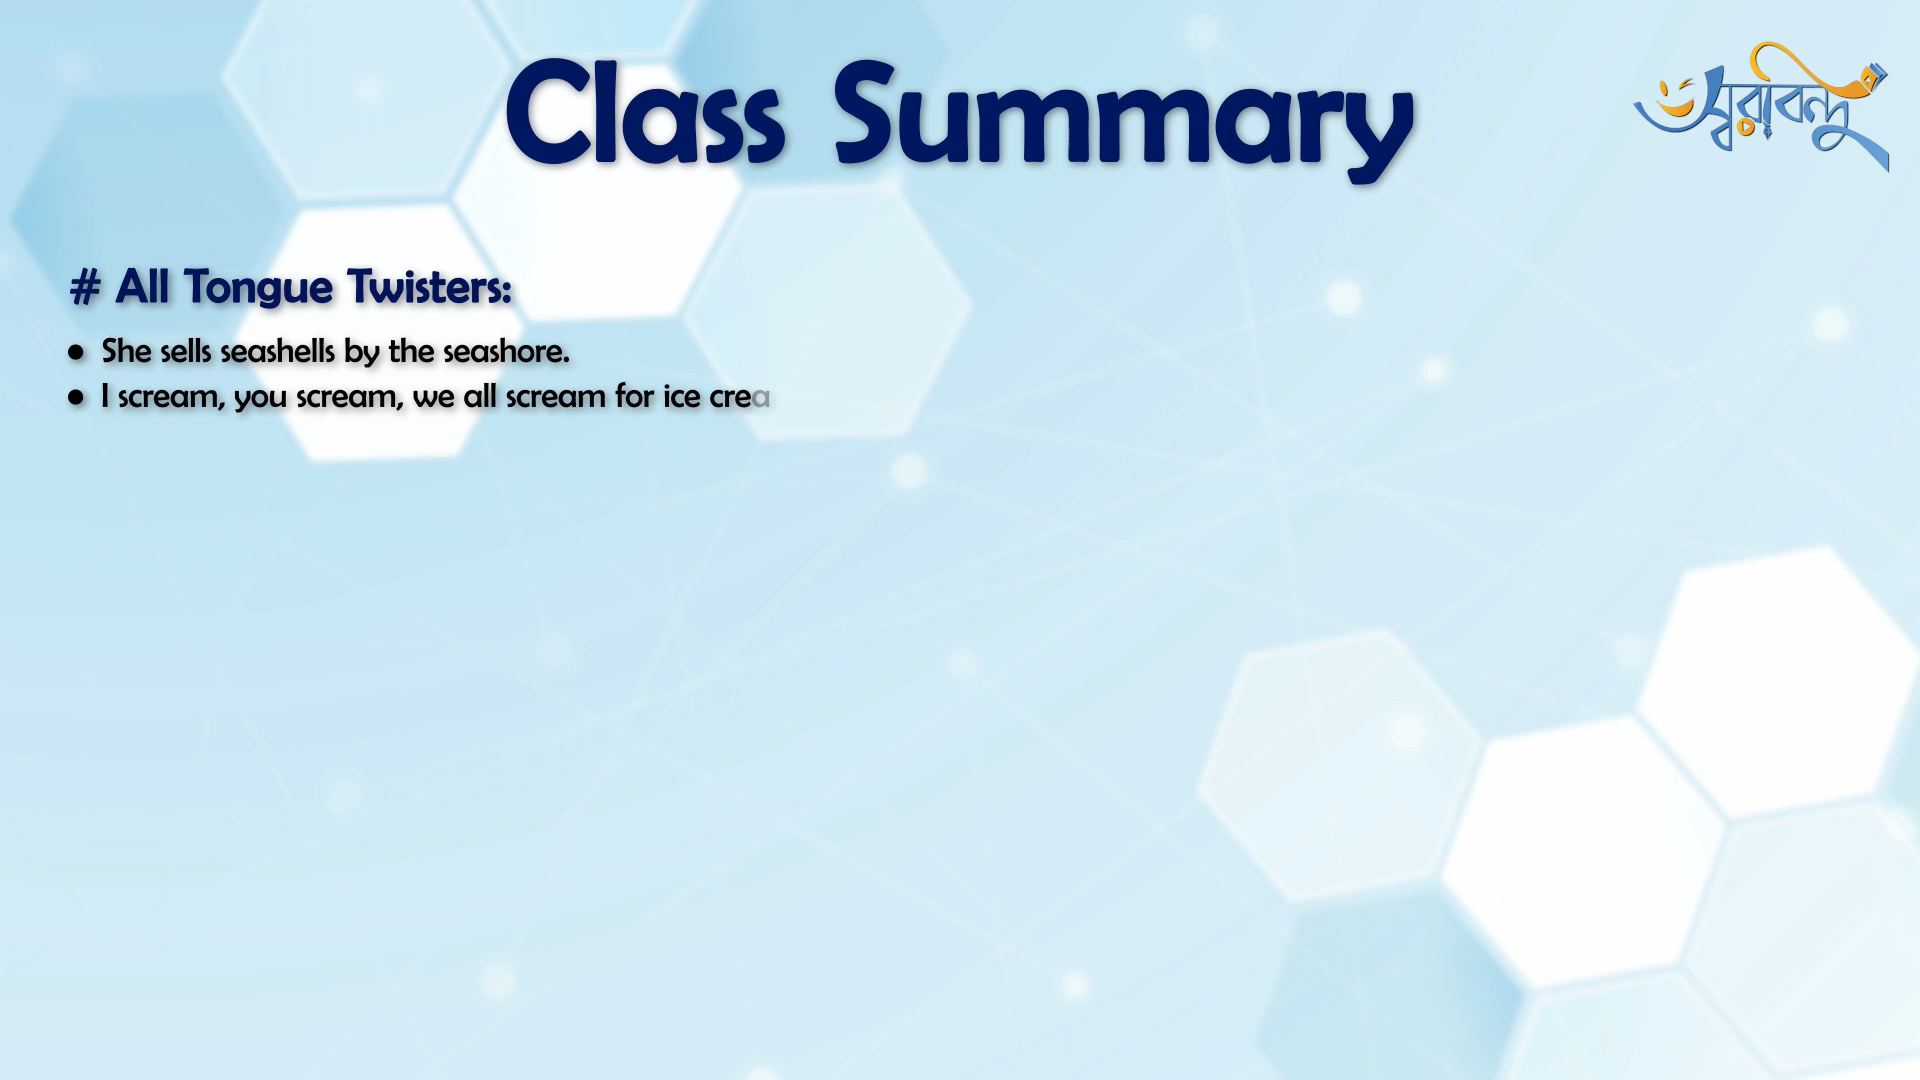 Class Summary
স্বরবিন্দু
# All Tongue Twisters:
● She sells seashells by the seashore.
● I scream, you scream, we all scream for ice crea